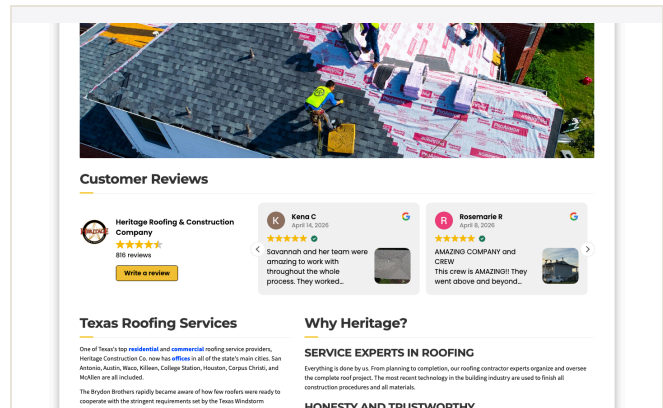 Customer Reviews
HERITAGE
Heritage Roofing & Construction
Company
816 reviews
Write a review
K
Kena C
April 14, 2026
Savannah and her team were
amazing to work with
throughout the whole
process. They worked...
R
Rosemarie R
April 6, 2026
AMAZING COMPANY and
CREW
This crew is AMAZING!! They
went above and beyond...
Texas Roofing Services
One of Texas's top residential and commercial roofing service providers,
Heritage Construction Co. now has offices in all of the state's main cities. San
Antonio, Austin, Waco, Killeen, College Station, Houston, Corpus Christi, and
McAllen are all included.
The Brydon Brothers rapidly became aware of how few roofers were ready to
cooperate with the stringent requirements set by the Texas Windstorm
Why Heritage?
SERVICE EXPERTS IN ROOFING
Everything is done by us. From planning to completion, our roofing contractor experts organize and oversee
the complete roof project. The most recent technology in the building industry are used to finish all
construction procedures and all materials.
HONESTY AND TRUSTWORTHY